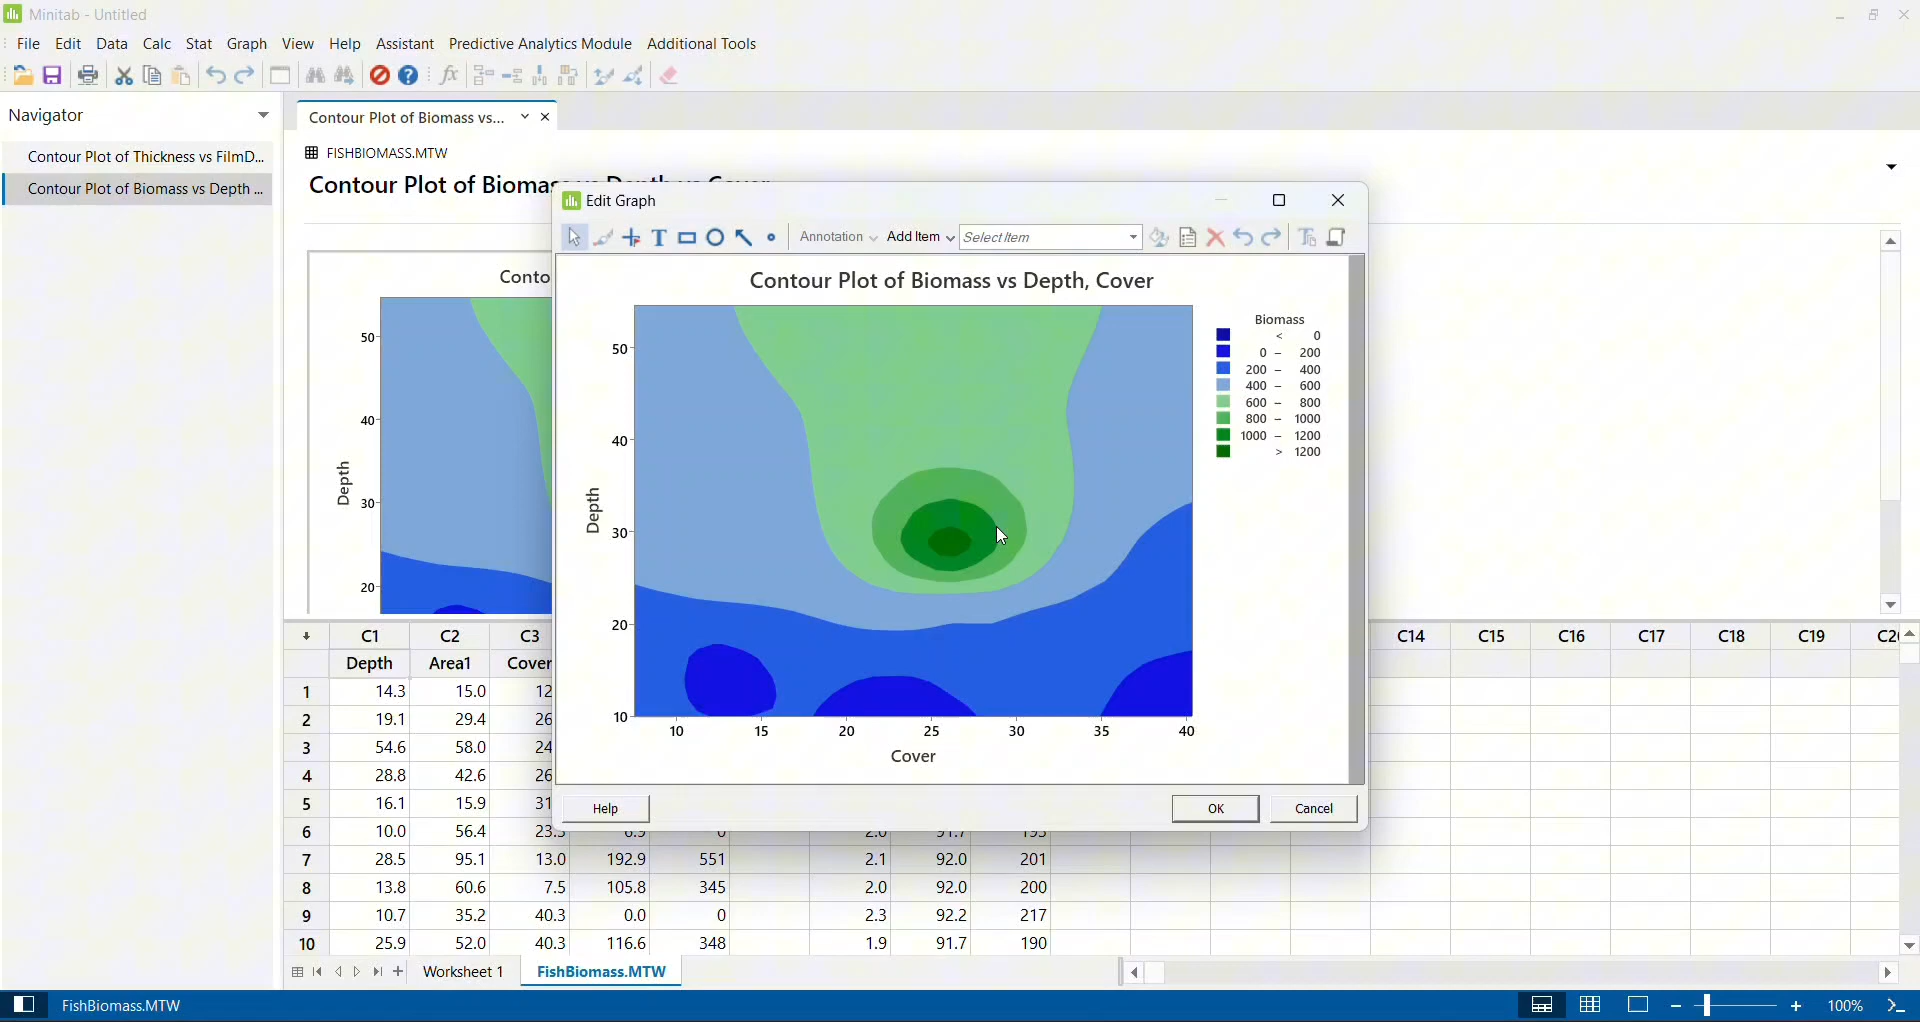 Minitab - Untitled
File Edit Data Calc Stat Graph View Help Assistant Predictive Analytics Module Additional Tools
Navigator
Contour Plot of Thickness vs FilmD...
Contour Plot of Biomass vs Depth ...
Contour Plot of Biomass vs...
FISHBIOMASS.MTW
Edit Graph
Annotation Add Item Select Item
Contour Plot of Biomass vs Depth, Cover
Biomass
< 0
0 – 200
200 – 400
400 – 600
600 – 800
800 – 1000
1000 – 1200
> 1200
50
40
30
20
10
Depth
10 15 20 25 30 35 40
Cover
Help OK Cancel
50
40
30
20
Depth
C1 C2 C3 C14 C15 C16 C17 C18 C19
Depth Area1 Cover
1 14.3 15.0
2 19.1 29.4
3 54.6 58.0
4 28.8 42.6
5 16.1 15.9
6 10.0 56.4
7 28.5 95.1 13.0 192.9 551 2.1 92.0 201
8 13.8 60.6 7.5 105.8 345 2.0 92.0 200
9 10.7 35.2 40.3 0.0 0 2.3 92.2 217
10 25.9 52.0 40.3 116.6 348 1.9 91.7 190
Worksheet 1 FishBiomass.MTW
FishBiomass.MTW 100%